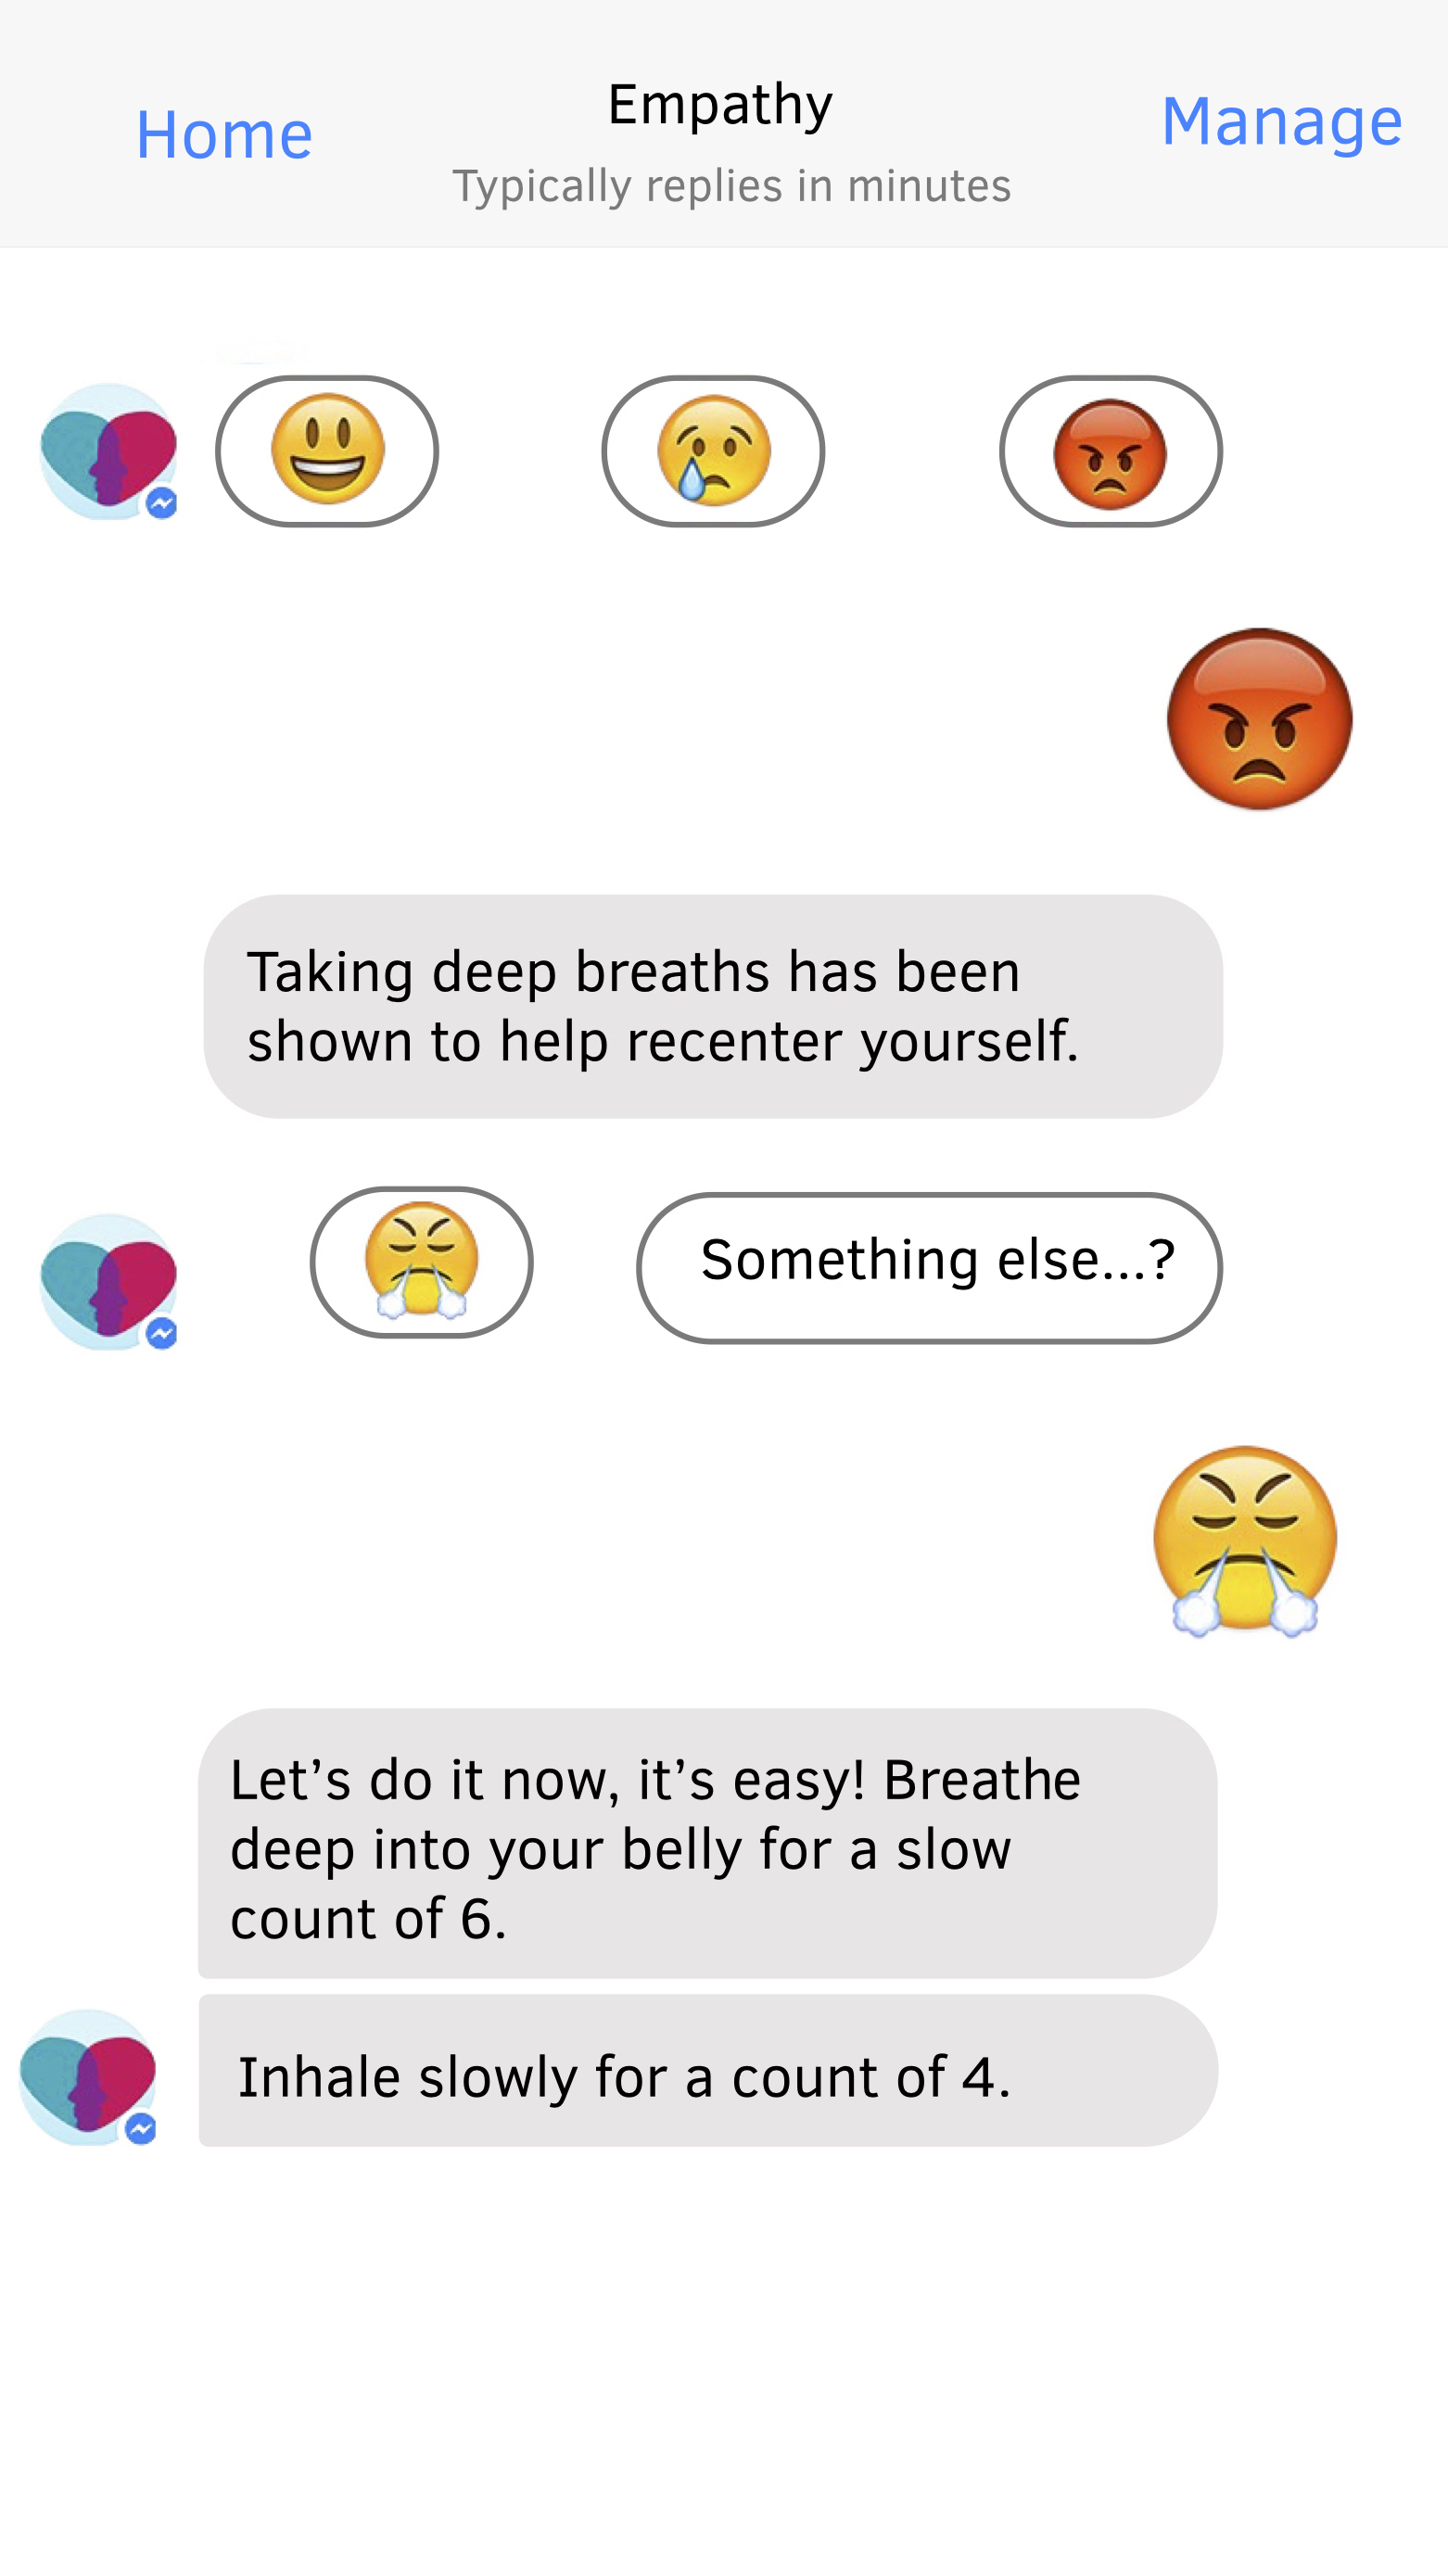 Home
Empathy
Manage
Typically replies in minutes
Taking deep breaths has been
shown to help recenter yourself.
Something else...?
Let’s do it now, it’s easy! Breathe
deep into your belly for a slow
count of 6.
Inhale slowly for a count of 4.